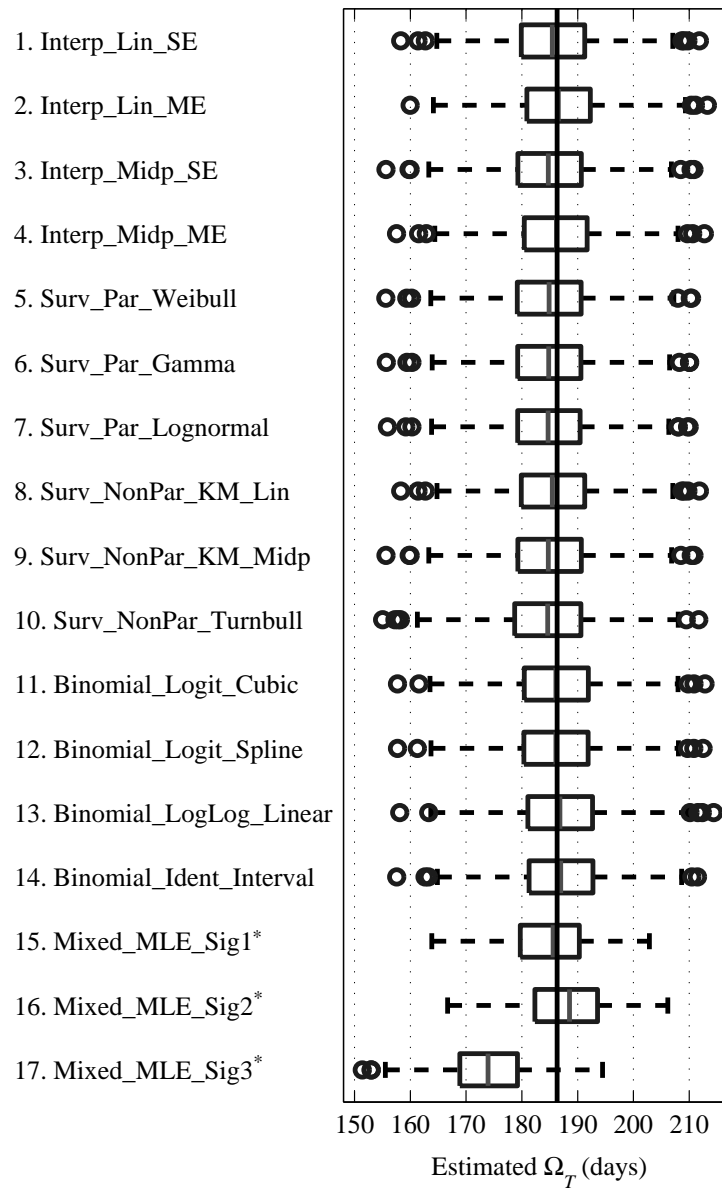 1. Interp_Lin_SE
2. Interp_Lin_ME
3. Interp_Midp_SE
4. Interp_Midp_ME
5. Surv_Par_Weibull
6. Surv_Par_Gamma
7. Surv_Par_Lognormal
8. Surv_NonPar_KM_Lin
9. Surv_NonPar_KM_Midp
10. Surv_NonPar_Turnbull
11. Binomial_Logit_Cubic
12. Binomial_Logit_Spline
13. Binomial_LogLog_Linear
14. Binomial_Ident_Interval
15. Mixed_MLE_Sig1*
16. Mixed_MLE_Sig2*
17. Mixed_MLE_Sig3*
150 160 170 180 190 200 210
Estimated Ω_T (days)